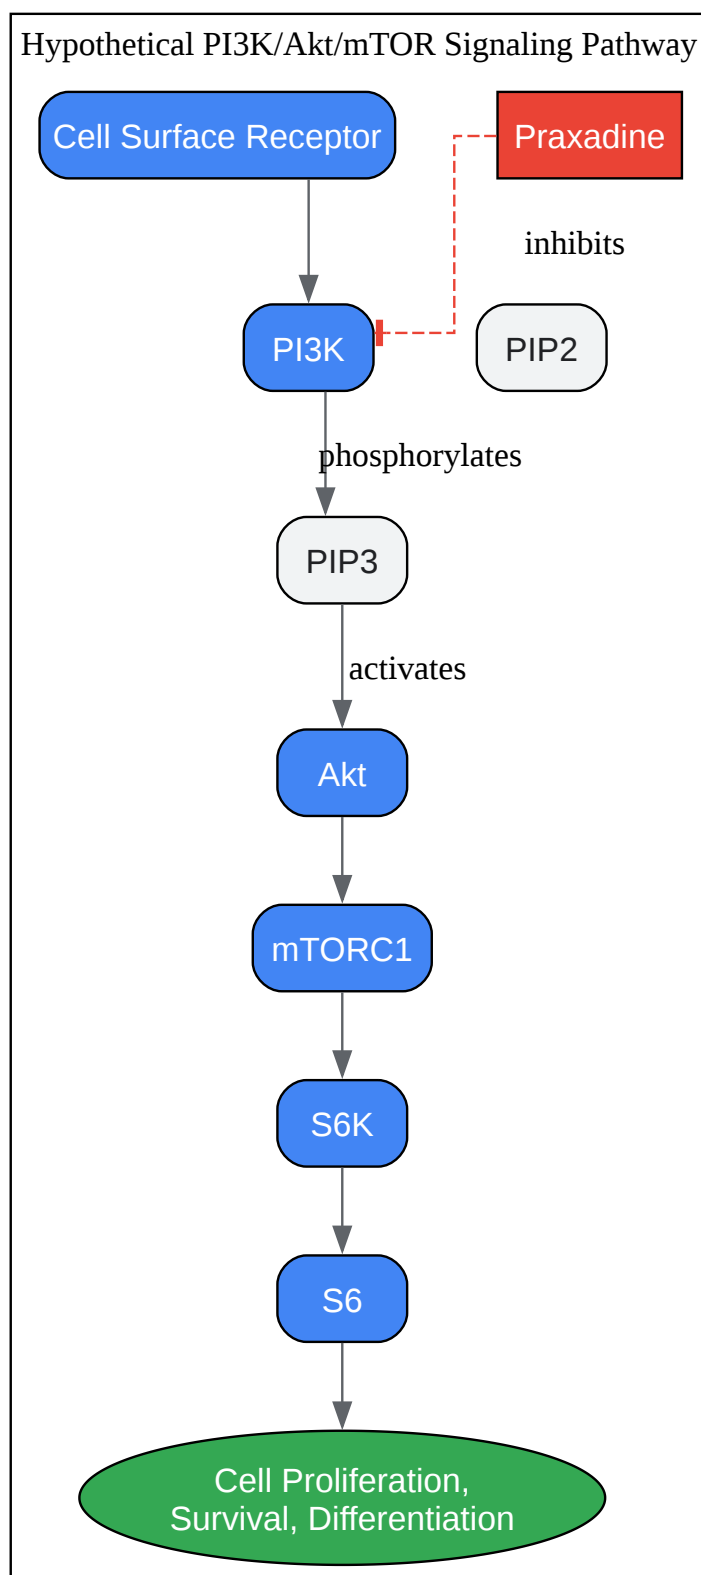 Hypothetical PI3K/Akt/mTOR Signaling Pathway
Cell Surface Receptor
Praxadine
inhibits
PI3K
PIP2
phosphorylates
PIP3
activates
Akt
mTORC1
S6K
S6
Cell Proliferation,
Survival, Differentiation